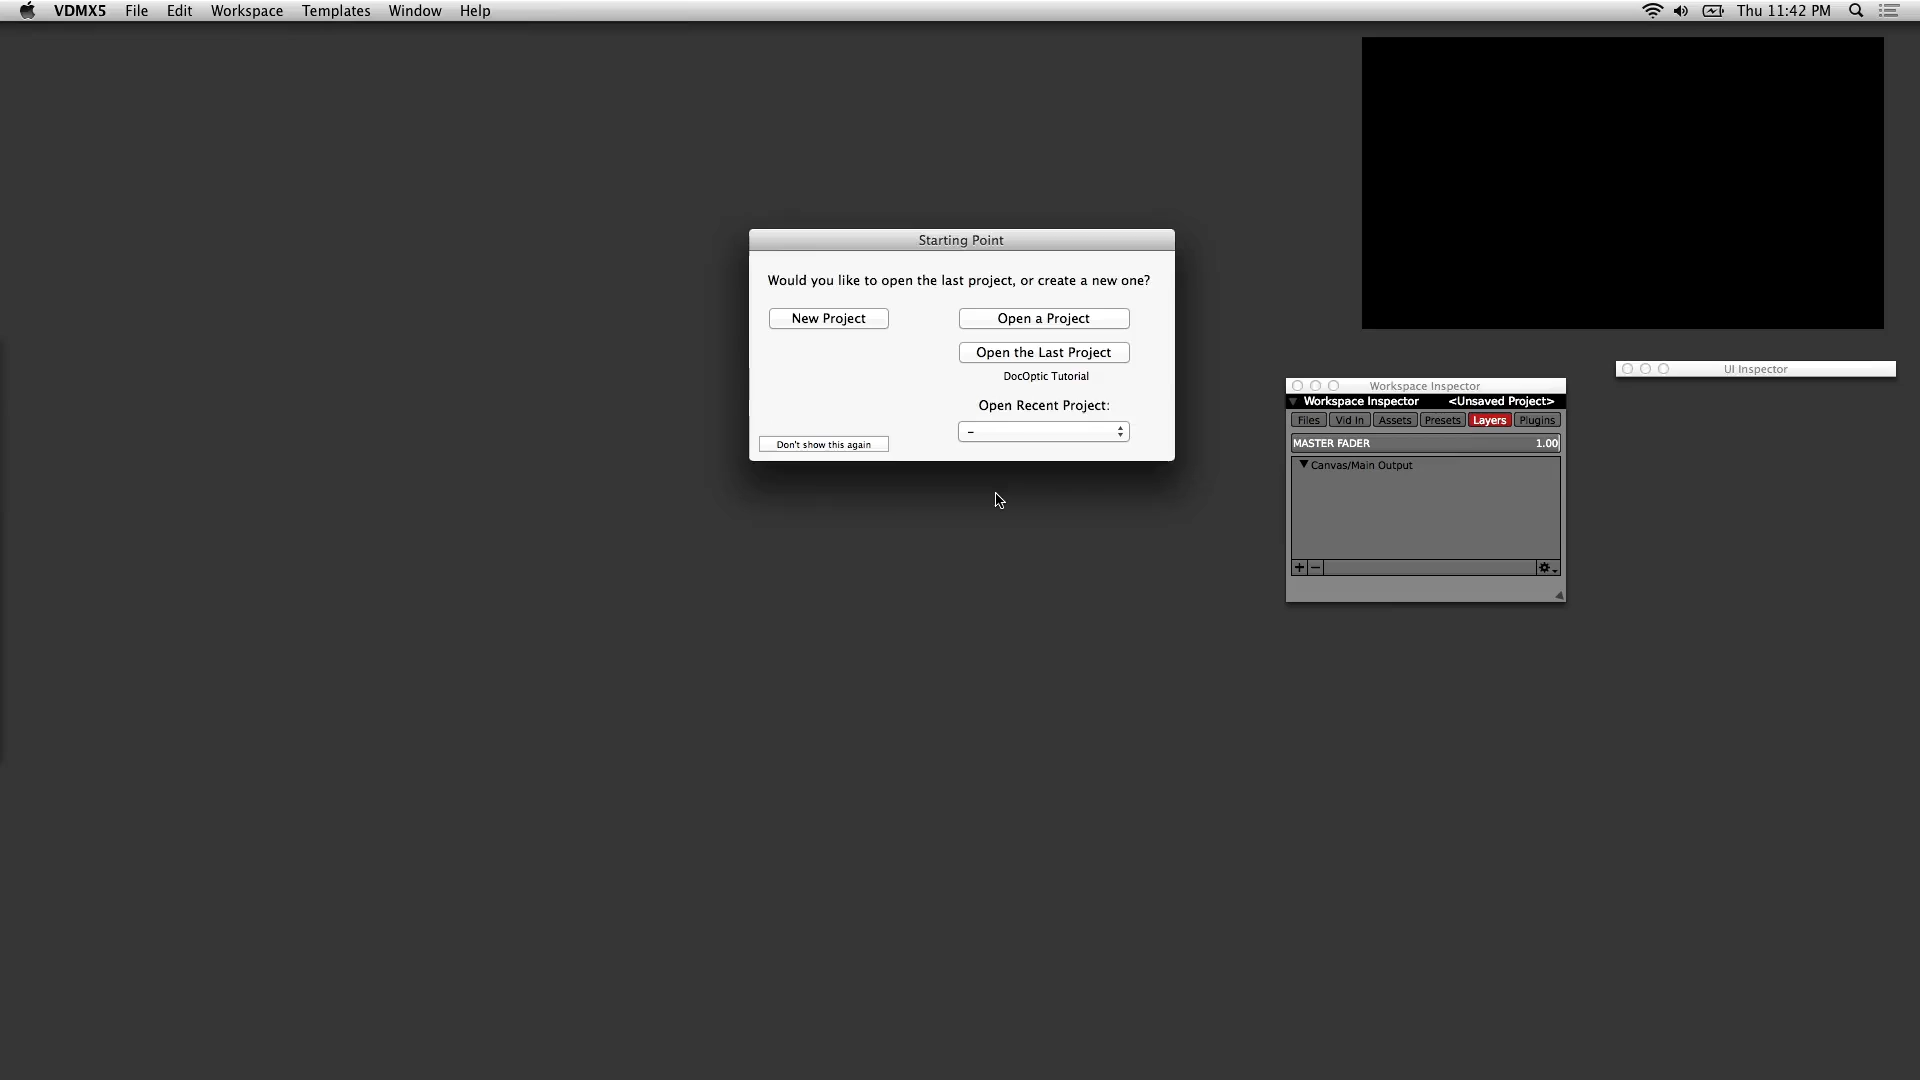 VDMX5 File Edit Workspace Templates Window Help Thu 11:42 PM
Starting Point
Would you like to open the last project, or create a new one?
New Project
Open a Project
Open the Last Project
DocOptic Tutorial
Open Recent Project:
–
Don't show this again
UI Inspector
Workspace Inspector
Workspace Inspector <Unsaved Project>
Files Vid In Assets Presets Layers Plugins
MASTER FADER 1.00
Canvas/Main Output